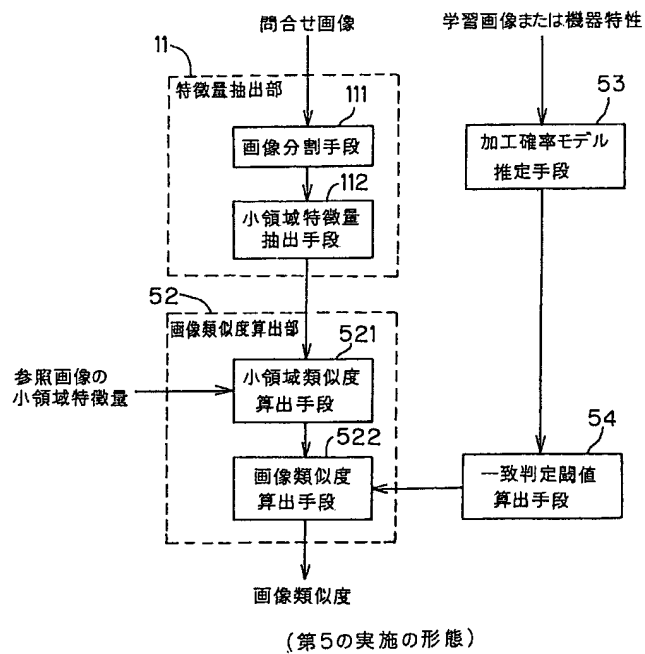 問合せ画像
学習画像または機器特性
11
特徴量抽出部
111
画像分割手段
112
小領域特徴量
抽出手段
53
加工確率モデル
推定手段
52
画像類似度算出部
参照画像の
小領域特徴量
521
小領域類似度
算出手段
522
画像類似度
算出手段
54
一致判定閾値
算出手段
画像類似度
(第5の実施の形態)